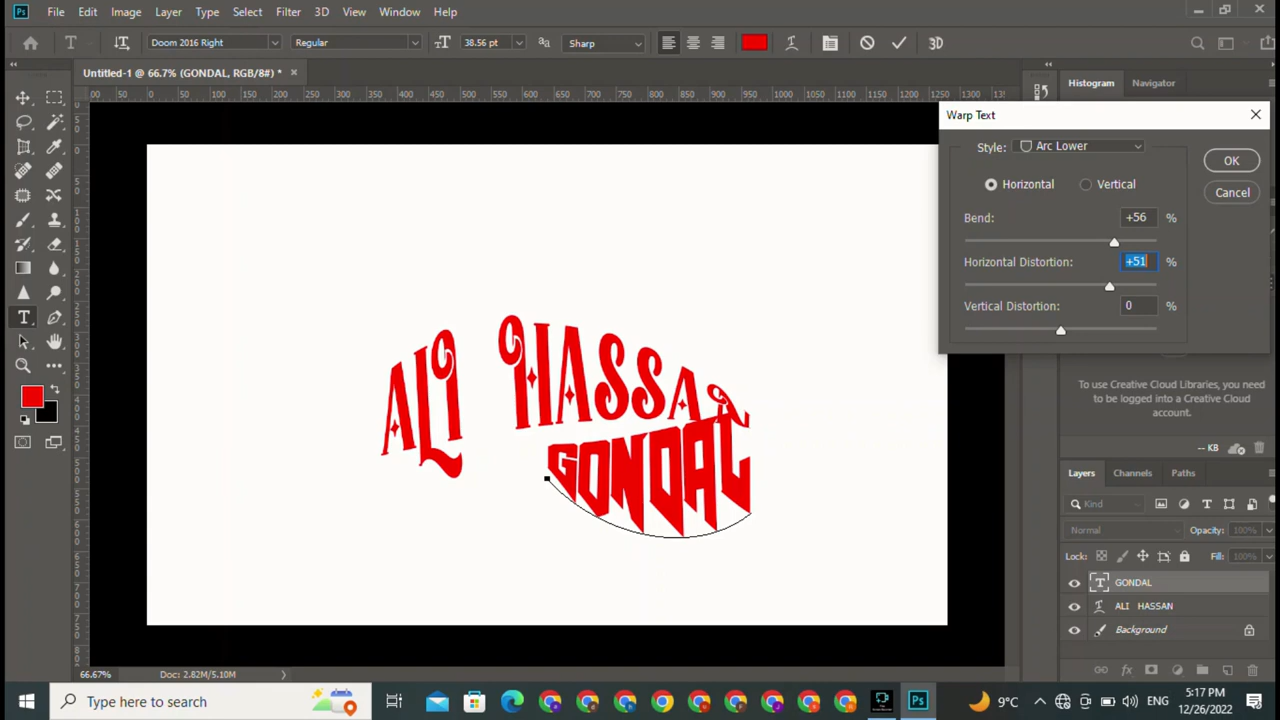 Ps File Edit Image Layer Type Select Filter 3D View Window Help
T Doom 2016 Right Regular 38.56 pt Sharp 3D
Untitled-1 @ 66.7% (GONDAL, RGB/8#) *
Histogram Navigator
Warp Text
Style: Arc Lower
OK
Horizontal Vertical
Cancel
Bend: +56 %
Horizontal Distortion: +51 %
Vertical Distortion: 0 %
ALI HASSAN
GONDAL
To use Creative Cloud Libraries, you need
to be logged into a Creative Cloud
account.
-- KB
Layers Channels Paths
Kind
Normal Opacity: 100%
Lock: Fill: 100%
GONDAL
ALI HASSAN
Background
66.67% Doc: 2.82M/5.10M
Type here to search
Ps
9°C ENG
5:17 PM
12/26/2022